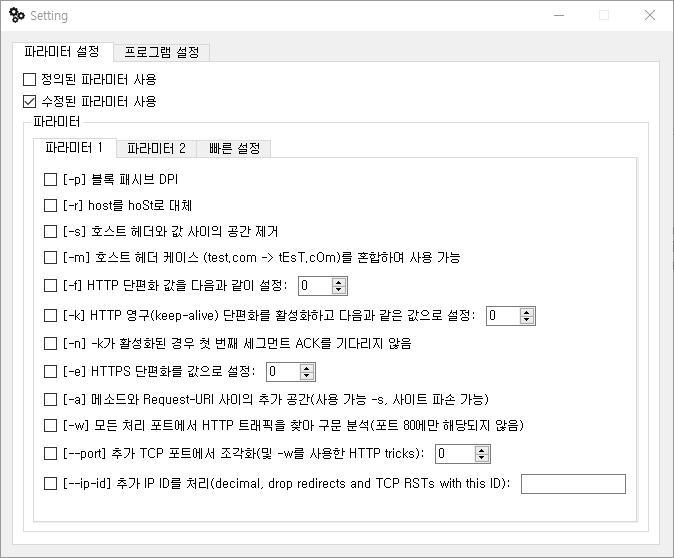 Setting
파라미터 설정 프로그램 설정
정의된 파라미터 사용
수정된 파라미터 사용
파라미터
파라미터 1 파라미터 2 빠른 설정
[-p] 블록 패시브 DPI
[-r] host를 hoSt로 대체
[-s] 호스트 헤더와 값 사이의 공간 제거
[-m] 호스트 헤더 케이스 (test.com -> tEsT.cOm)를 혼합하여 사용 가능
[-f] HTTP 단편화 값을 다음과 같이 설정: 0
[-k] HTTP 영구(keep-alive) 단편화를 활성화하고 다음과 같은 값으로 설정: 0
[-n] -k가 활성화된 경우 첫 번째 세그먼트 ACK를 기다리지 않음
[-e] HTTPS 단편화를 값으로 설정: 0
[-a] 메소드와 Request-URI 사이의 추가 공간(사용 가능 -s, 사이트 파손 가능)
[-w] 모든 처리 포트에서 HTTP 트래픽을 찾아 구문 분석(포트 80에만 해당되지 않음)
[--port] 추가 TCP 포트에서 조각화(및 -w를 사용한 HTTP tricks): 0
[--ip-id] 추가 IP ID를 처리(decimal, drop redirects and TCP RSTs with this ID):